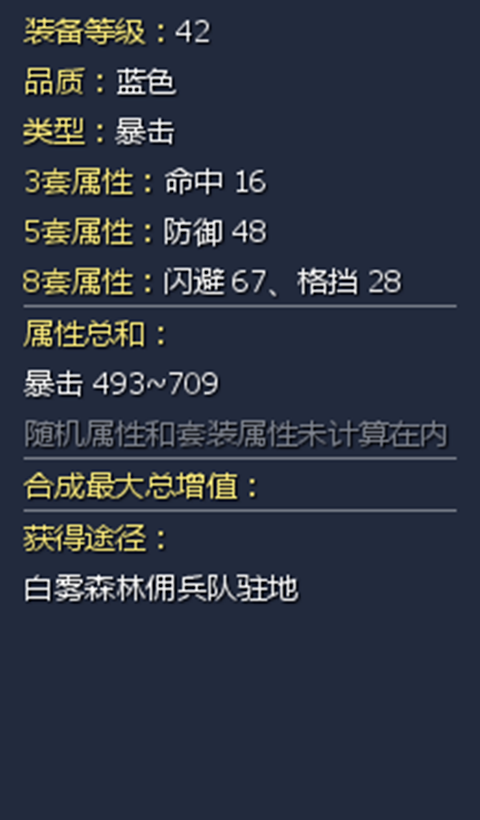 装备等级：42
品质：蓝色
类型：暴击
3套属性：命中 16
5套属性：防御 48
8套属性：闪避 67、格挡 28
属性总和：
暴击 493~709
随机属性和套装属性未计算在内
合成最大总增值：
获得途径：
白雾森林佣兵队驻地